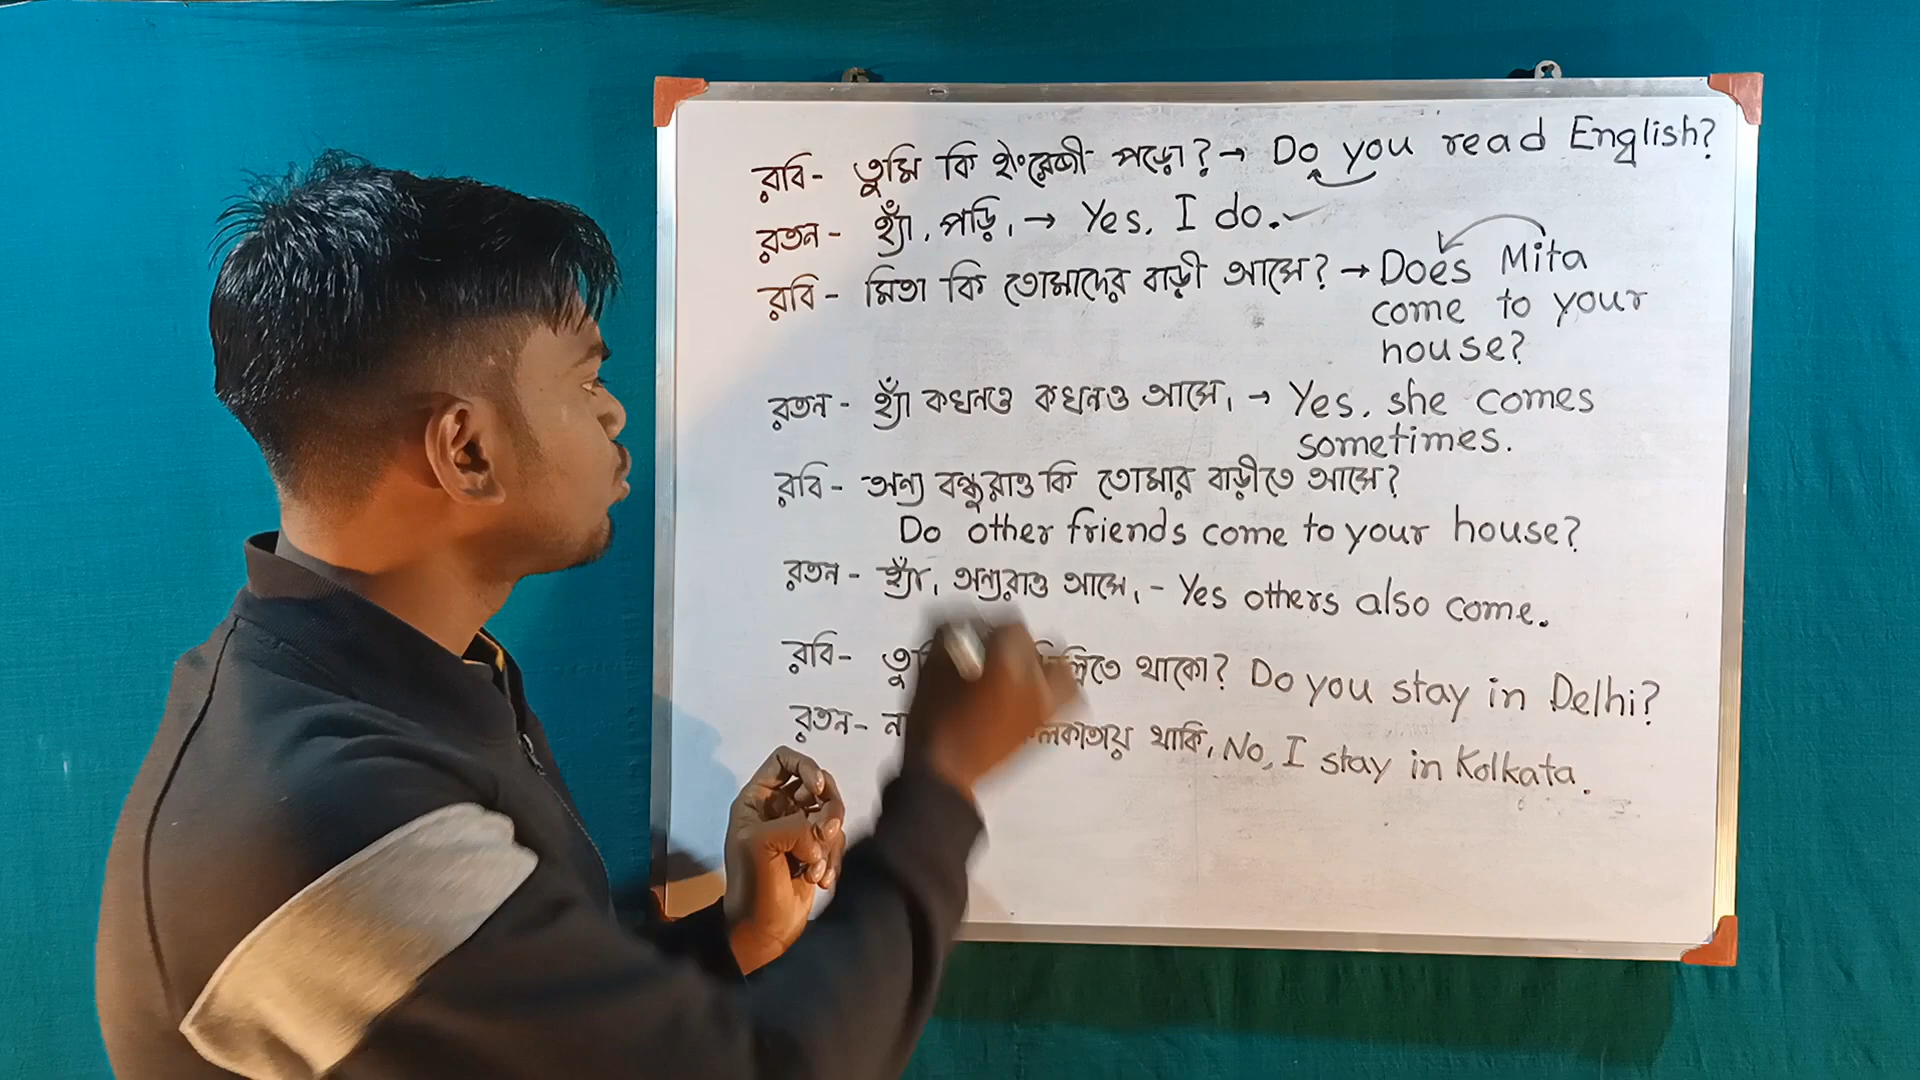 রবি- তুমি কি ইংরেজী পড়ো? → Do you read English?
রতন - হ্যাঁ, পড়ি, → Yes, I do.
রবি - মিতা কি তোমাদের বাড়ী আসে? → Does Mita
come to your
house?
রতন - হ্যাঁ কখনও কখনও আসে, → Yes, she comes
sometimes.
রবি - অন্য বন্ধুরাও কি তোমার বাড়ীতে আসে?
Do other friends come to your house?
রতন - হ্যাঁ, অন্যরাও আসে, - Yes others also come.
রবি- থাকো? Do you stay in Delhi?
রতন- থাকি, No, I stay in Kolkata.